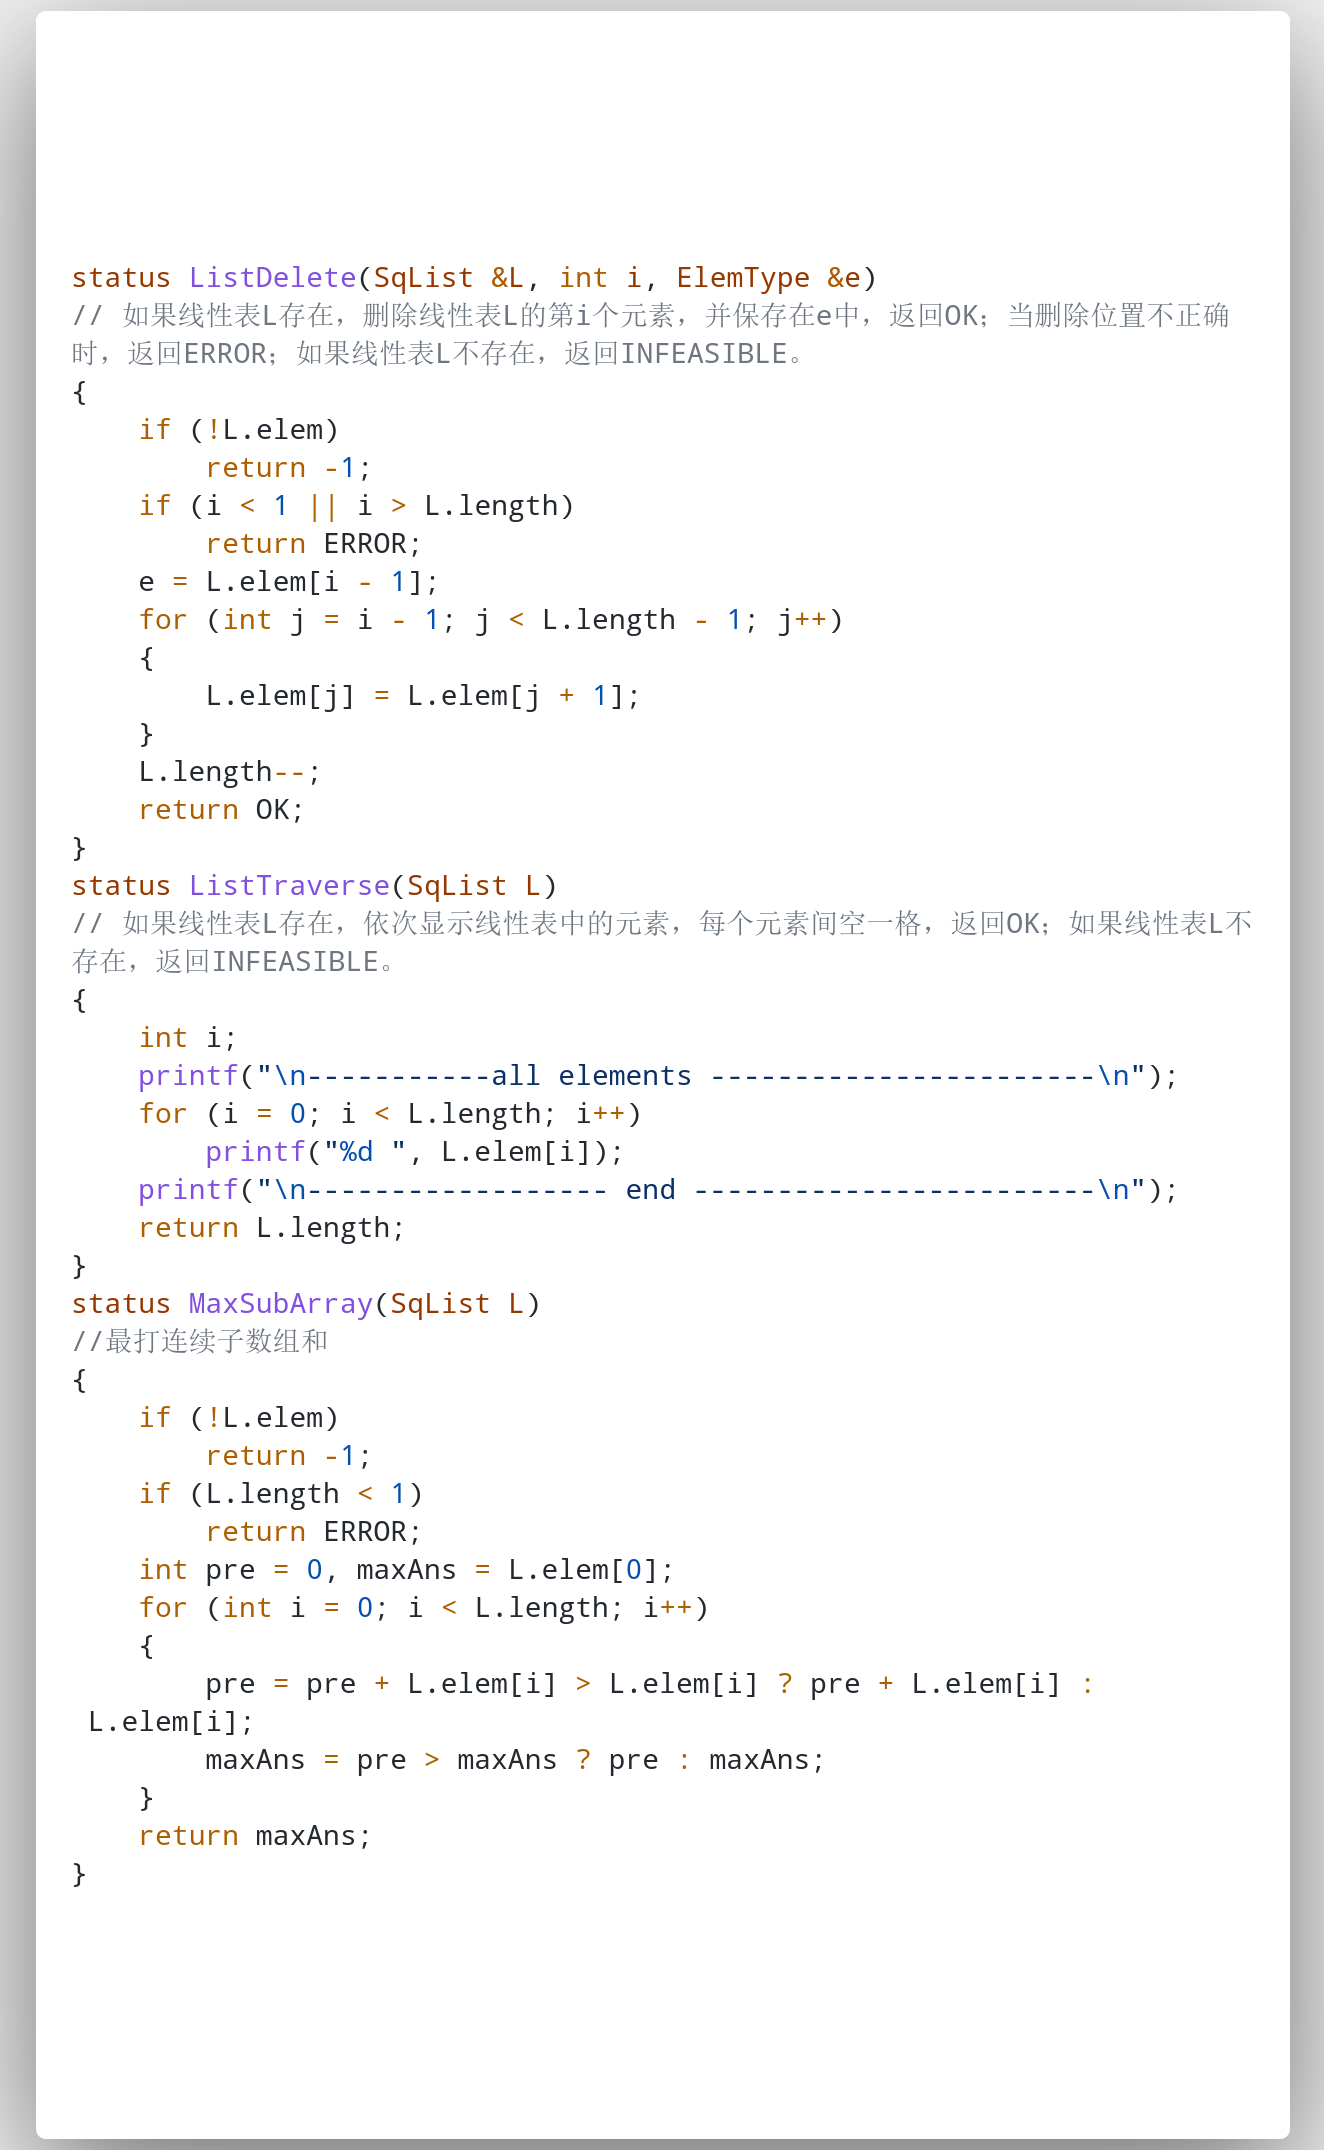 status ListDelete(SqList &L, int i, ElemType &e)
// 如果线性表L存在，删除线性表L的第i个元素，并保存在e中，返回OK；当删除位置不正确
时，返回ERROR；如果线性表L不存在，返回INFEASIBLE。
{
    if (!L.elem)
        return -1;
    if (i < 1 || i > L.length)
        return ERROR;
    e = L.elem[i - 1];
    for (int j = i - 1; j < L.length - 1; j++)
    {
        L.elem[j] = L.elem[j + 1];
    }
    L.length--;
    return OK;
}
status ListTraverse(SqList L)
// 如果线性表L存在，依次显示线性表中的元素，每个元素间空一格，返回OK；如果线性表L不
存在，返回INFEASIBLE。
{
    int i;
    printf("\n-----------all elements -----------------------\n");
    for (i = 0; i < L.length; i++)
        printf("%d ", L.elem[i]);
    printf("\n------------------ end ------------------------\n");
    return L.length;
}
status MaxSubArray(SqList L)
//最打连续子数组和
{
    if (!L.elem)
        return -1;
    if (L.length < 1)
        return ERROR;
    int pre = 0, maxAns = L.elem[0];
    for (int i = 0; i < L.length; i++)
    {
        pre = pre + L.elem[i] > L.elem[i] ? pre + L.elem[i] :
 L.elem[i];
        maxAns = pre > maxAns ? pre : maxAns;
    }
    return maxAns;
}